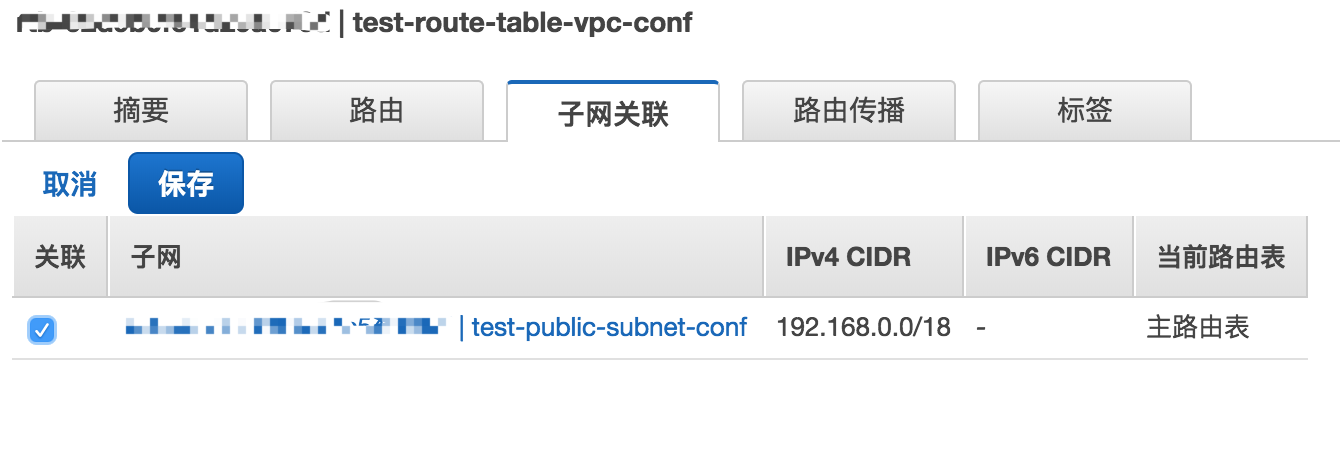 | test-route-table-vpc-conf
摘要 路由 子网关联 路由传播 标签
取消 保存
关联 子网 IPv4 CIDR IPv6 CIDR 当前路由表
| test-public-subnet-conf 192.168.0.0/18 - 主路由表